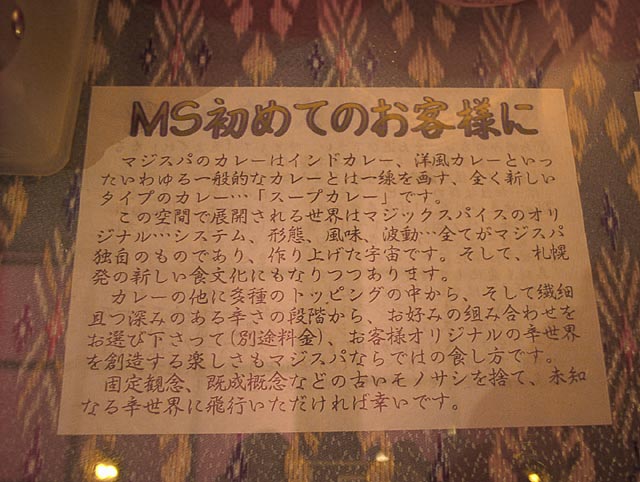 MS初めてのお客様に
マジスパのカレーはインドカレー、洋風カレーといっ
たいわゆる一般的なカレーとは一線を画す、全く新しい
タイプのカレー…「スープカレー」です。
この空間で展開される世界はマジックスパイスのオリ
ジナル…システム、形態、風味、波動…全てがマジスパ
独自のものであり、作り上げた宇宙です。そして、札幌
発の新しい食文化にもなりつつあります。
カレーの他に多種のトッピングの中から、そして繊細
且つ深みのある辛さの段階から、お好みの組み合わせを
お選び下さって(別途料金)、お客様オリジナルの辛世界
を創造する楽しさもマジスパならではの食し方です。
固定観念、既成概念などの古いモノサシを捨て、未知
なる辛世界に飛行いただければ幸いです。